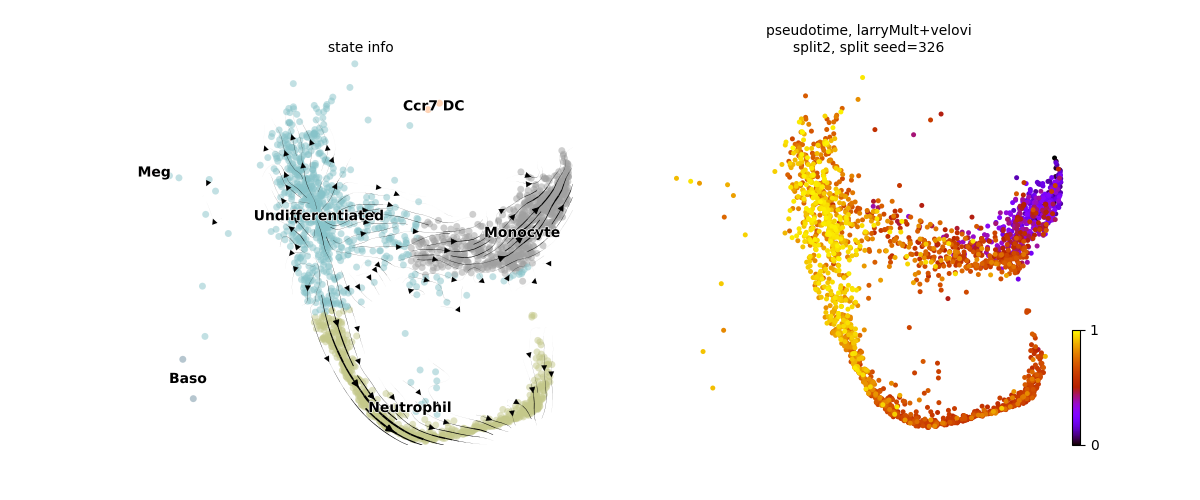 state info
Ccr7 DC
Meg
Undifferentiated
Monocyte
Baso
Neutrophil
pseudotime, larryMult+velovi
split2, split seed=326
1
0